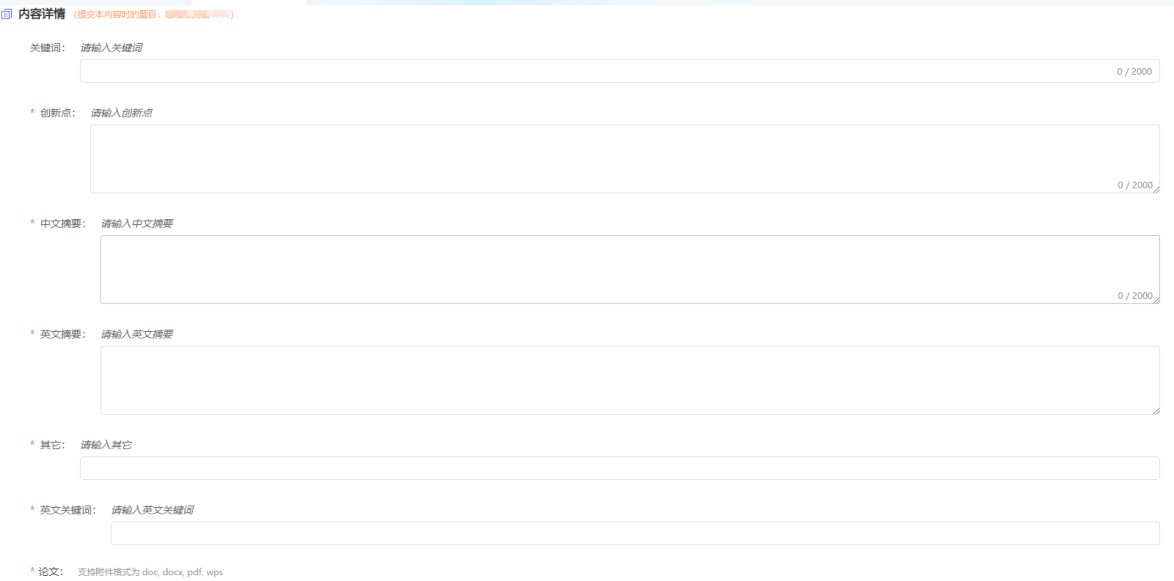 内容详情 (提交本内容时的题目: )
关键词: 请输入关键词
0 / 2000
* 创新点: 请输入创新点
0 / 2000
* 中文摘要: 请输入中文摘要
0 / 2000
* 英文摘要: 请输入英文摘要
* 其它: 请输入其它
* 英文关键词: 请输入英文关键词
* 论文: 支持附件格式为 doc, docx, pdf, wps